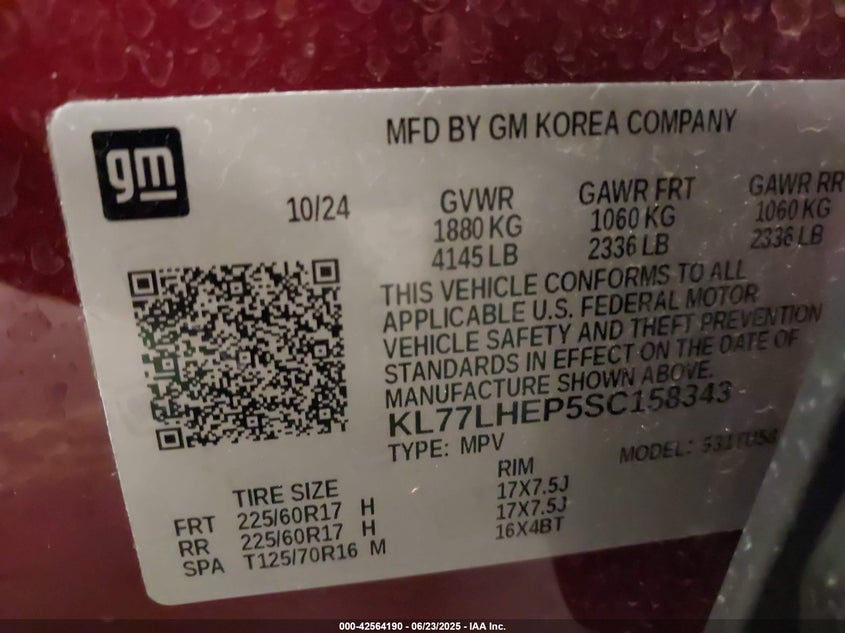 gm
MFD BY GM KOREA COMPANY
10/24
GVWR GAWR FRT GAWR RR
1880 KG 1060 KG 1060 KG
4145 LB 2336 LB 2336 LB
THIS VEHICLE CONFORMS TO ALL
APPLICABLE U.S. FEDERAL MOTOR
VEHICLE SAFETY AND THEFT PREVENTION
STANDARDS IN EFFECT ON THE DATE OF
MANUFACTURE SHOWN ABOVE.
KL77LHEP5SC158343
TYPE: MPV MODEL:
TIRE SIZE RIM
FRT 225/60R17 H 17X7.5J
RR 225/60R17 H 17X7.5J
SPA T125/70R16 M 16X4BT
000-42564190 - 06/23/2025 - IAA Inc.